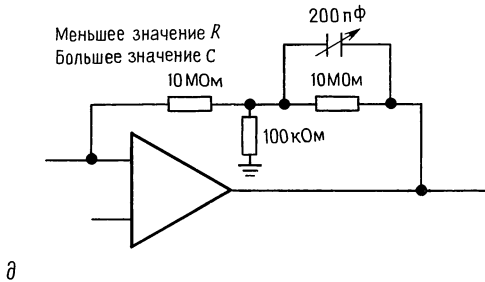 200 пФ
Меньшее значение R
Большее значение C
10 МОм
10 МОм
100 кОм
д